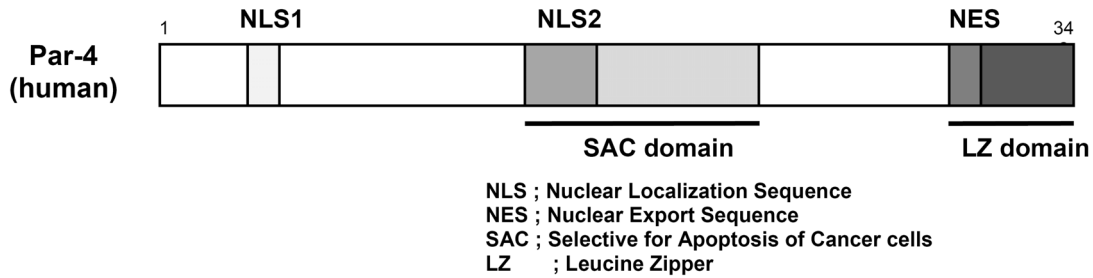 NLS1 NLS2 NES
1 34
Par-4
(human)
SAC domain LZ domain
NLS ; Nuclear Localization Sequence
NES ; Nuclear Export Sequence
SAC ; Selective for Apoptosis of Cancer cells
LZ ; Leucine Zipper